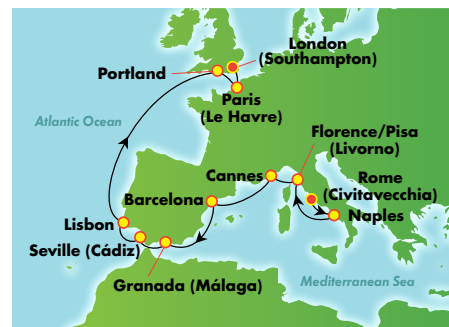 London
(Southampton)
Portland
Paris
(Le Havre)
Atlantic Ocean
Florence/Pisa
(Livorno)
Cannes
Rome
(Civitavecchia)
Barcelona
Naples
Lisbon
Seville (Cádiz)
Granada (Málaga)
Mediterranean Sea